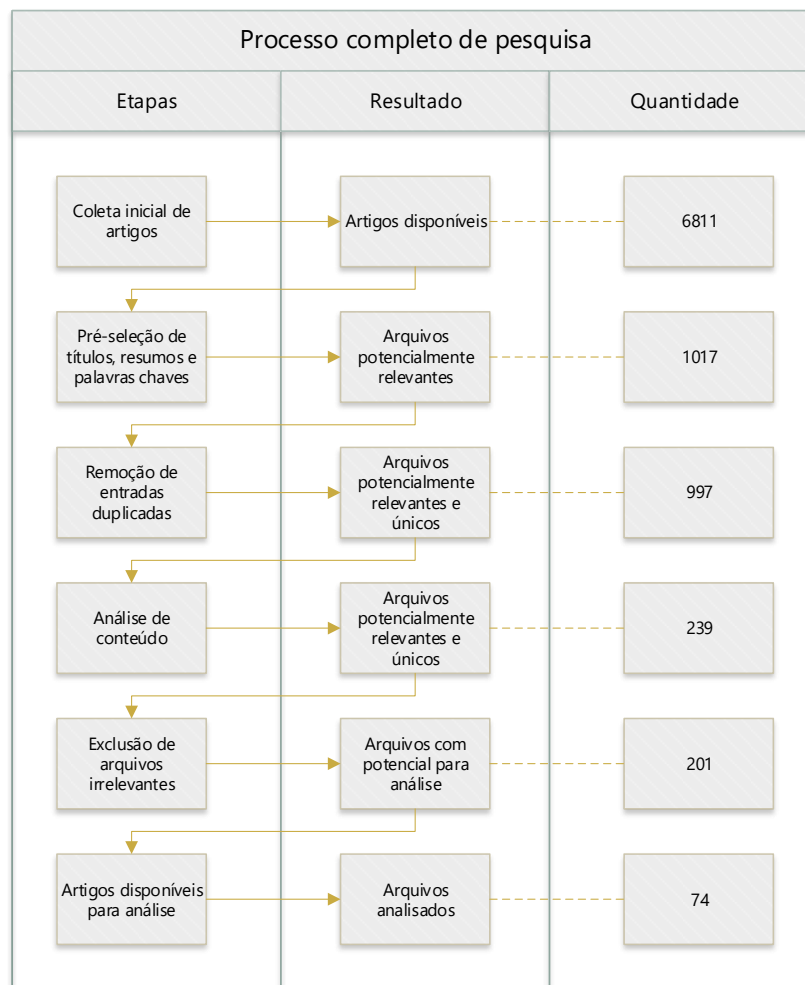 Processo completo de pesquisa
Etapas
Resultado
Quantidade
Coleta inicial de
artigos
Artigos disponíveis
6811
Pré-seleção de
títulos, resumos e
palavras chaves
Arquivos
potencialmente
relevantes
1017
Remoção de
entradas
duplicadas
Arquivos
potencialmente
relevantes e
únicos
997
Análise de
conteúdo
Arquivos
potencialmente
relevantes e
únicos
239
Exclusão de
arquivos
irrelevantes
Arquivos com
potencial para
análise
201
Artigos disponíveis
para análise
Arquivos
analisados
74